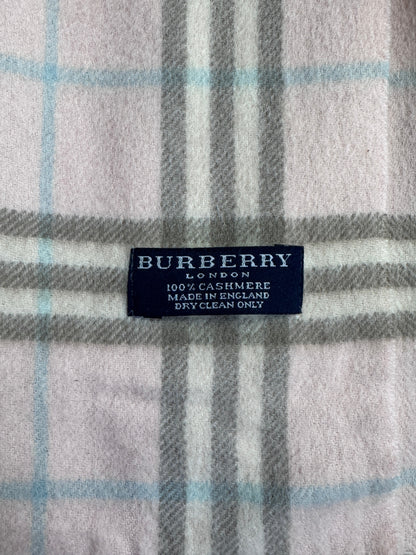 BURBERRY
LONDON
100% CASHMERE
MADE IN ENGLAND
DRY CLEAN ONLY